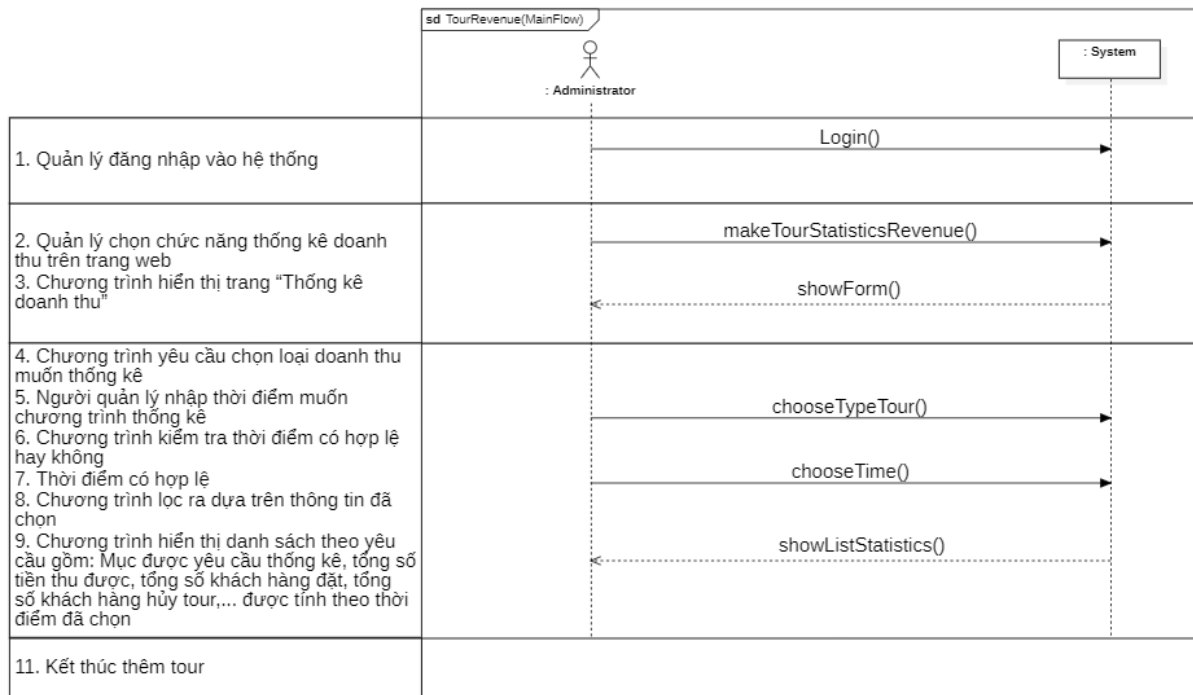 sd TourRevenue(MainFlow)
: Administrator
: System
1. Quản lý đăng nhập vào hệ thống
Login()
2. Quản lý chọn chức năng thống kê doanh
thu trên trang web
3. Chương trình hiển thị trang “Thống kê
doanh thu”
makeTourStatisticsRevenue()
showForm()
4. Chương trình yêu cầu chọn loại doanh thu
muốn thống kê
5. Người quản lý nhập thời điểm muốn
chương trình thống kê
6. Chương trình kiểm tra thời điểm có hợp lệ
hay không
7. Thời điểm có hợp lệ
8. Chương trình lọc ra dựa trên thông tin đã
chọn
9. Chương trình hiển thị danh sách theo yêu
cầu gồm: Mục được yêu cầu thống kê, tổng số
tiền thu được, tổng số khách hàng đặt, tổng
số khách hàng hủy tour,... được tính theo thời
điểm đã chọn
chooseTypeTour()
chooseTime()
showListStatistics()
11. Kết thúc thêm tour